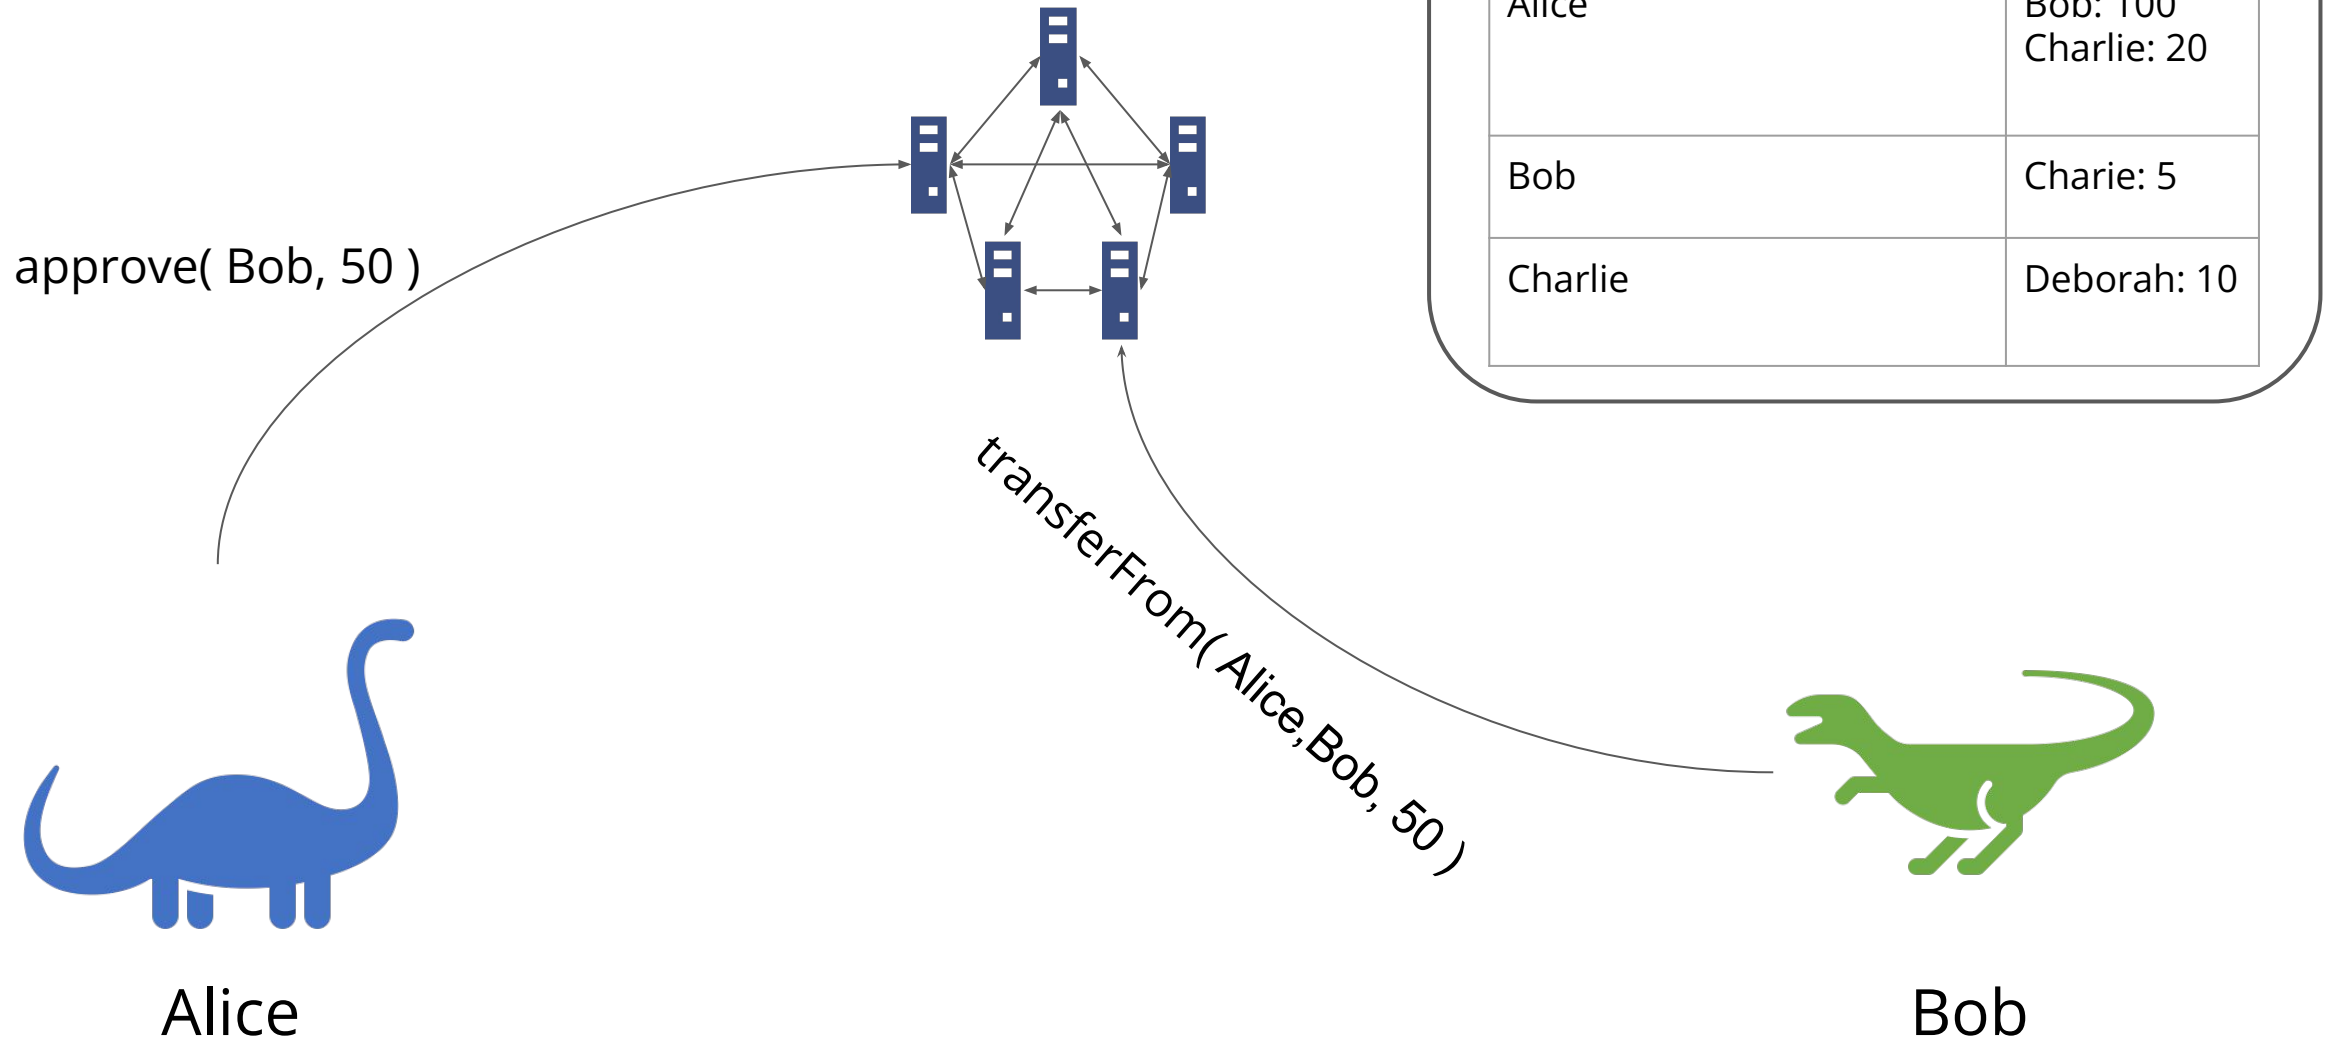 Alice
Bob: 100
Charlie: 20
Bob
Charie: 5
Charlie
Deborah: 10
approve( Bob, 50 )
transferFrom( Alice,Bob, 50 )
Alice
Bob